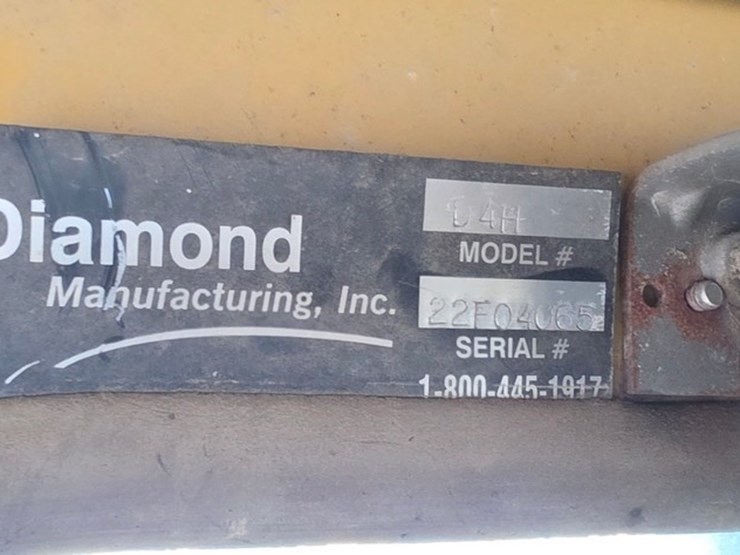 Diamond
Manufacturing, Inc.
D4H
MODEL #
22F04065
SERIAL #
1-800-445-1917